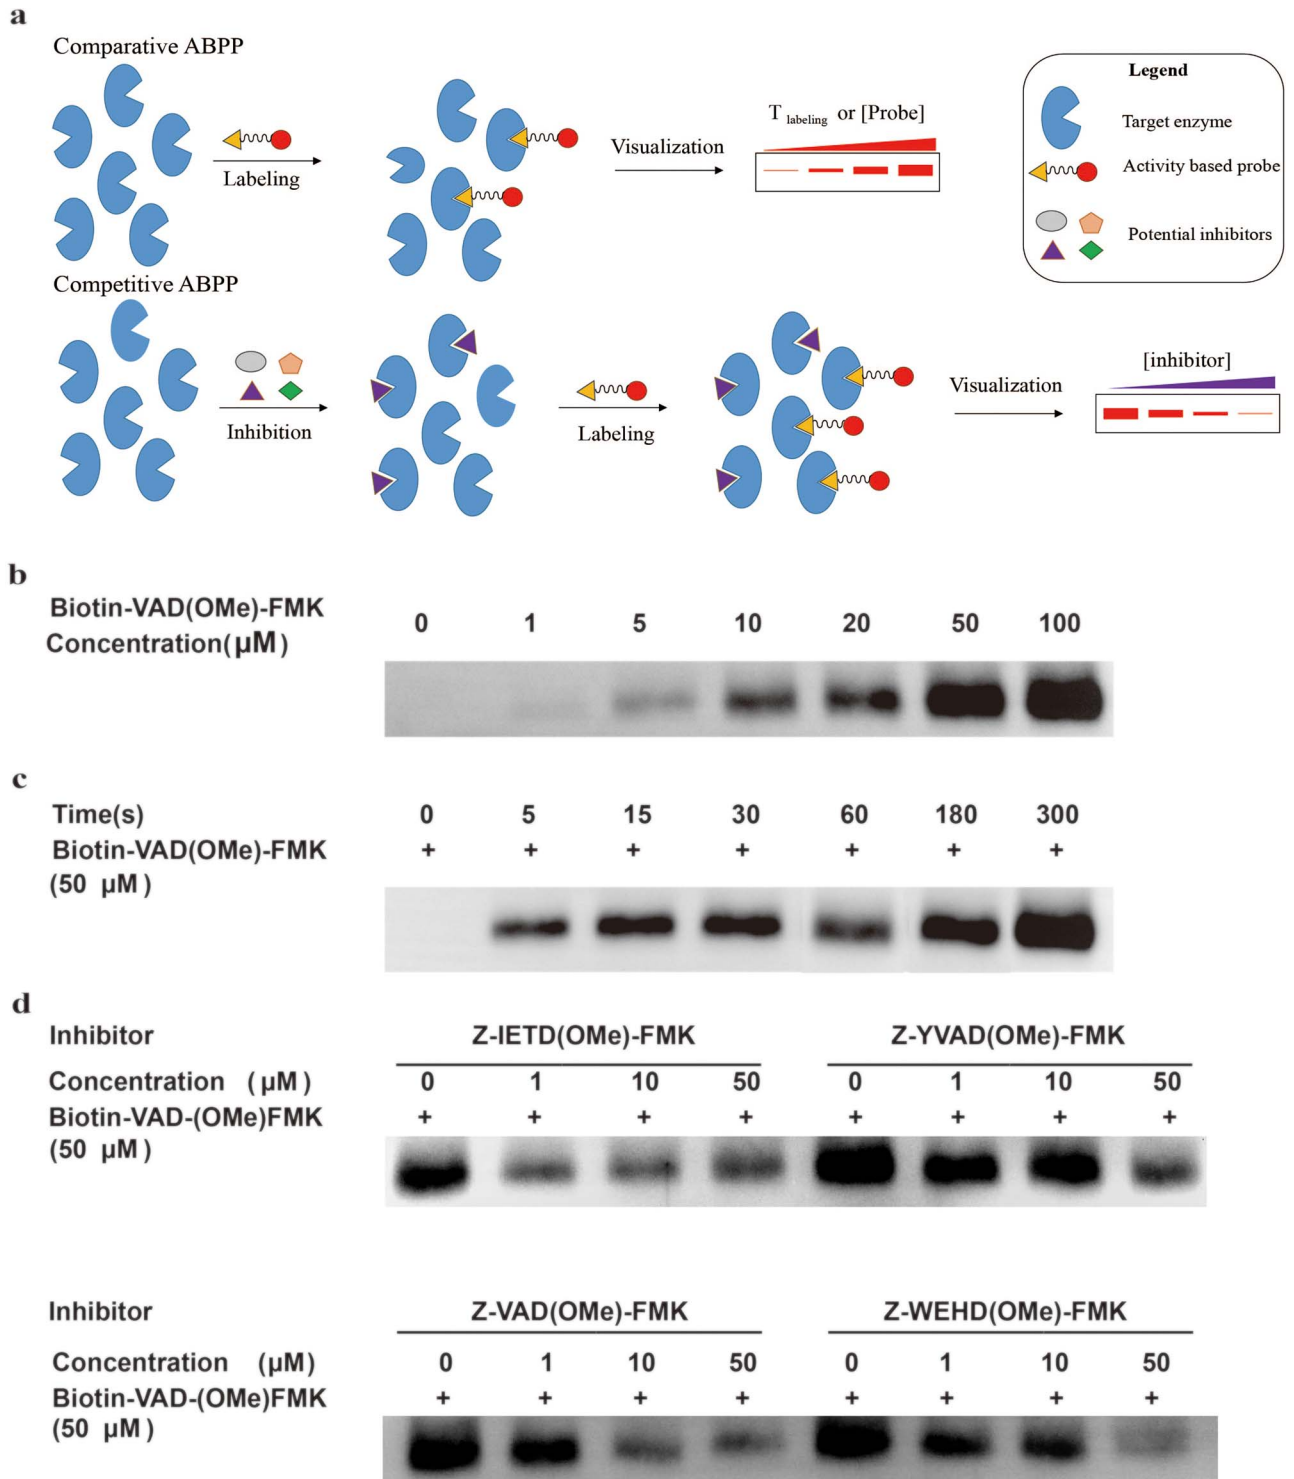 a
Comparative ABPP
Labeling
Visualization
T labeling or [Probe]
Legend
Target enzyme
Activity based probe
Potential inhibitors
Competitive ABPP
Inhibition
Labeling
Visualization
[inhibitor]
b
Biotin-VAD(OMe)-FMK
Concentration(μM)
0 1 5 10 20 50 100
c
Time(s) 0 5 15 30 60 180 300
Biotin-VAD(OMe)-FMK + + + + + + +
(50 μM)
d
Inhibitor Z-IETD(OMe)-FMK Z-YVAD(OMe)-FMK
Concentration (μM) 0 1 10 50 0 1 10 50
Biotin-VAD-(OMe)FMK + + + + + + + +
(50 μM)
Inhibitor Z-VAD(OMe)-FMK Z-WEHD(OMe)-FMK
Concentration (μM) 0 1 10 50 0 1 10 50
Biotin-VAD-(OMe)FMK + + + + + + + +
(50 μM)